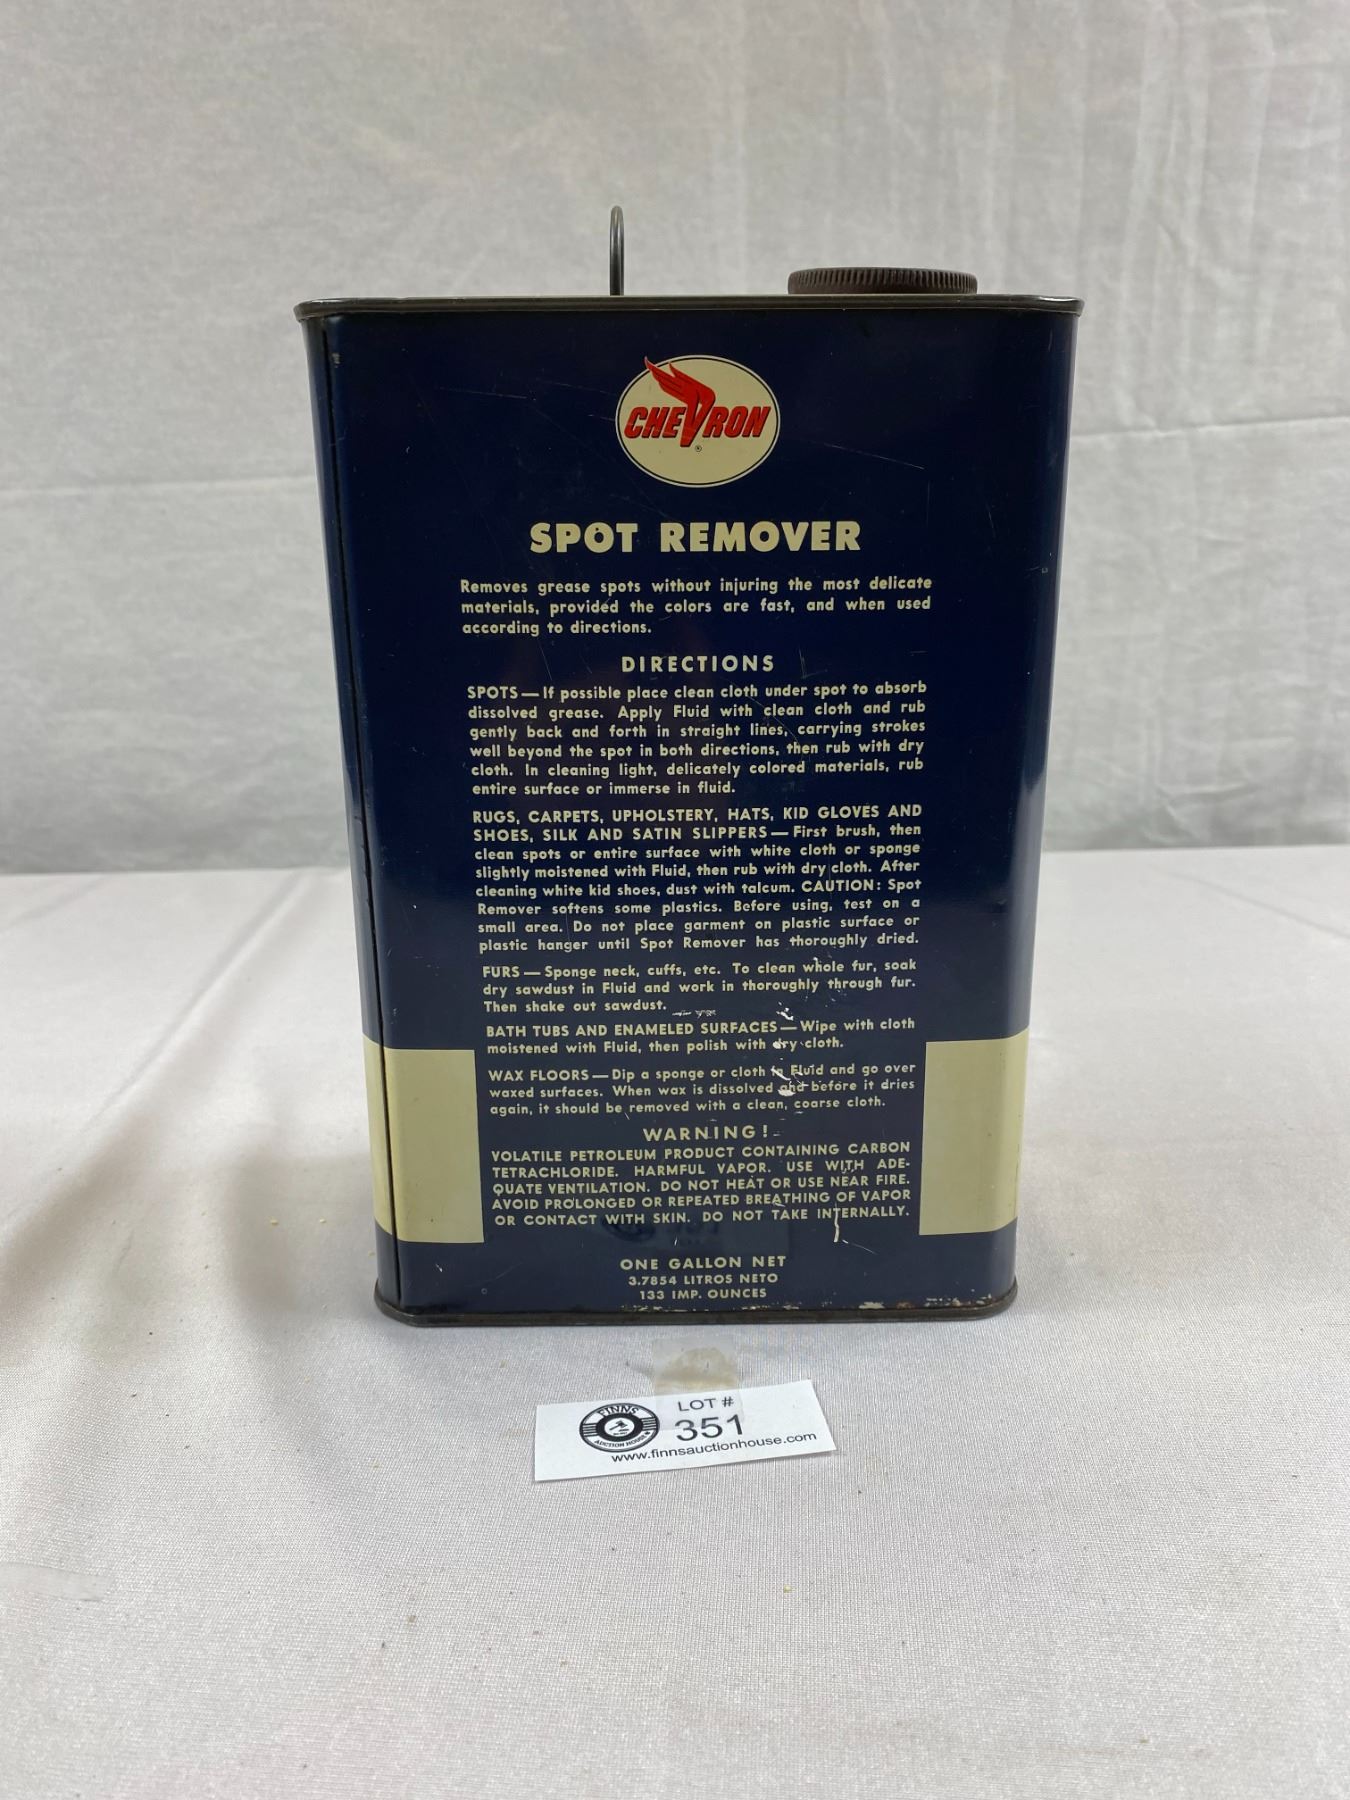 CHEVRON
®
SPOT REMOVER
Removes grease spots without injuring the most delicate
materials, provided the colors are fast, and when used
according to directions.
DIRECTIONS
SPOTS — If possible place clean cloth under spot to absorb
dissolved grease. Apply Fluid with clean cloth and rub
gently back and forth in straight lines, carrying strokes
well beyond the spot in both directions, then rub with dry
cloth. In cleaning light, delicately colored materials, rub
entire surface or immerse in fluid.
RUGS, CARPETS, UPHOLSTERY, HATS, KID GLOVES AND
SHOES, SILK AND SATIN SLIPPERS — First brush, then
clean spots or entire surface with white cloth or sponge
slightly moistened with Fluid, then rub with dry cloth. After
cleaning white kid shoes, dust with talcum. CAUTION: Spot
Remover softens some plastics. Before using, test on a
small area. Do not place garment on plastic surface or
plastic hanger until Spot Remover has thoroughly dried.
FURS — Sponge neck, cuffs, etc. To clean whole fur, soak
dry sawdust in Fluid and work in thoroughly through fur.
Then shake out sawdust.
BATH TUBS AND ENAMELED SURFACES — Wipe with cloth
moistened with Fluid, then polish with dry cloth.
WAX FLOORS — Dip a sponge or cloth in Fluid and go over
waxed surfaces. When wax is dissolved and before it dries
again, it should be removed with a clean, coarse cloth.
WARNING!
VOLATILE PETROLEUM PRODUCT CONTAINING CARBON
TETRACHLORIDE. HARMFUL VAPOR. USE WITH ADE-
QUATE VENTILATION. DO NOT HEAT OR USE NEAR FIRE.
AVOID PROLONGED OR REPEATED BREATHING OF VAPOR
OR CONTACT WITH SKIN. DO NOT TAKE INTERNALLY.
ONE GALLON NET
3.7854 LITROS NETO
133 IMP. OUNCES
FINNS
AUCTION HOUSE
LOT #
351
www.finnsauctionhouse.com